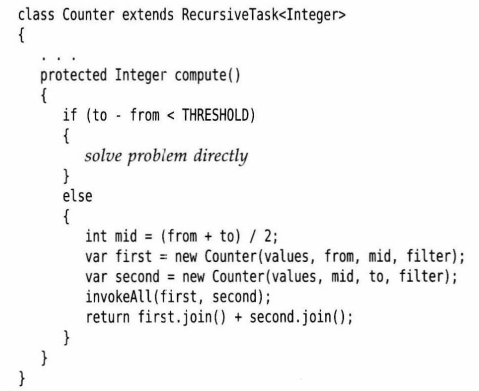 class Counter extends RecursiveTask<Integer>
{
   . . .
   protected Integer compute()
   {
      if (to - from < THRESHOLD)
      {
         solve problem directly
      }
      else
      {
         int mid = (from + to) / 2;
         var first = new Counter(values, from, mid, filter);
         var second = new Counter(values, mid, to, filter);
         invokeAll(first, second);
         return first.join() + second.join();
      }
   }
}